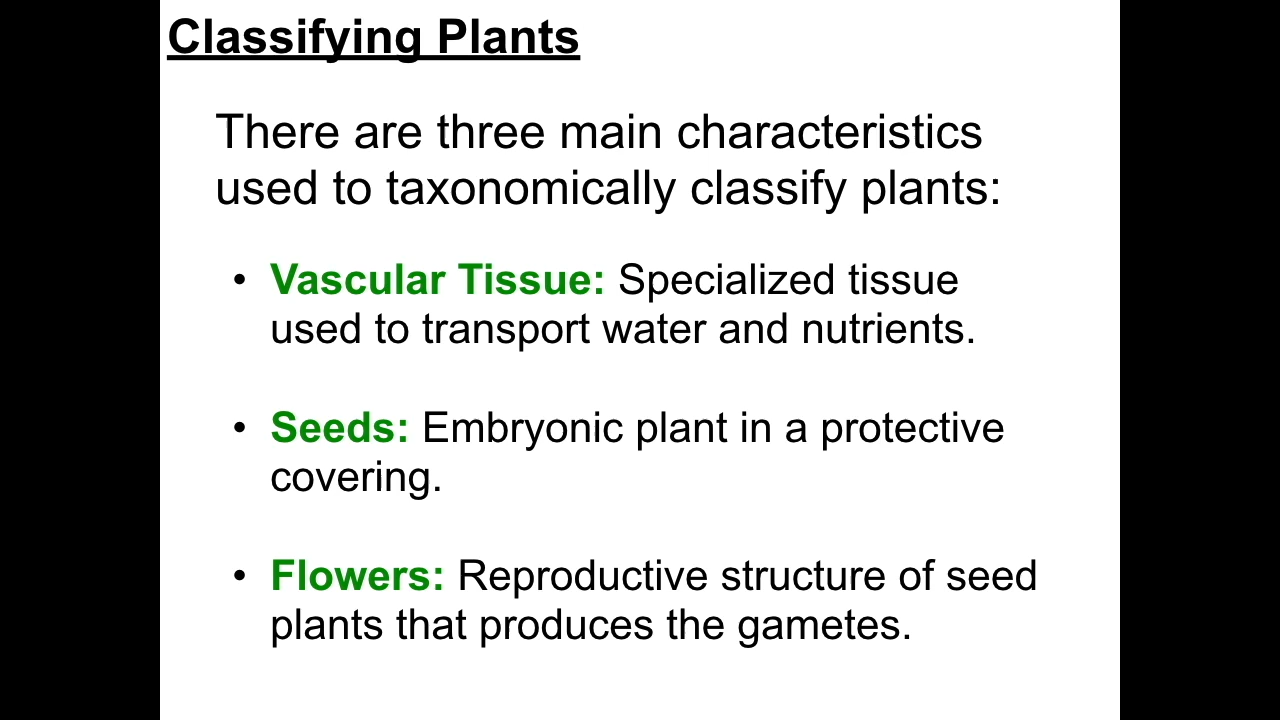 Classifying Plants
There are three main characteristics
used to taxonomically classify plants:
• Vascular Tissue: Specialized tissue
used to transport water and nutrients.
• Seeds: Embryonic plant in a protective
covering.
• Flowers: Reproductive structure of seed
plants that produces the gametes.